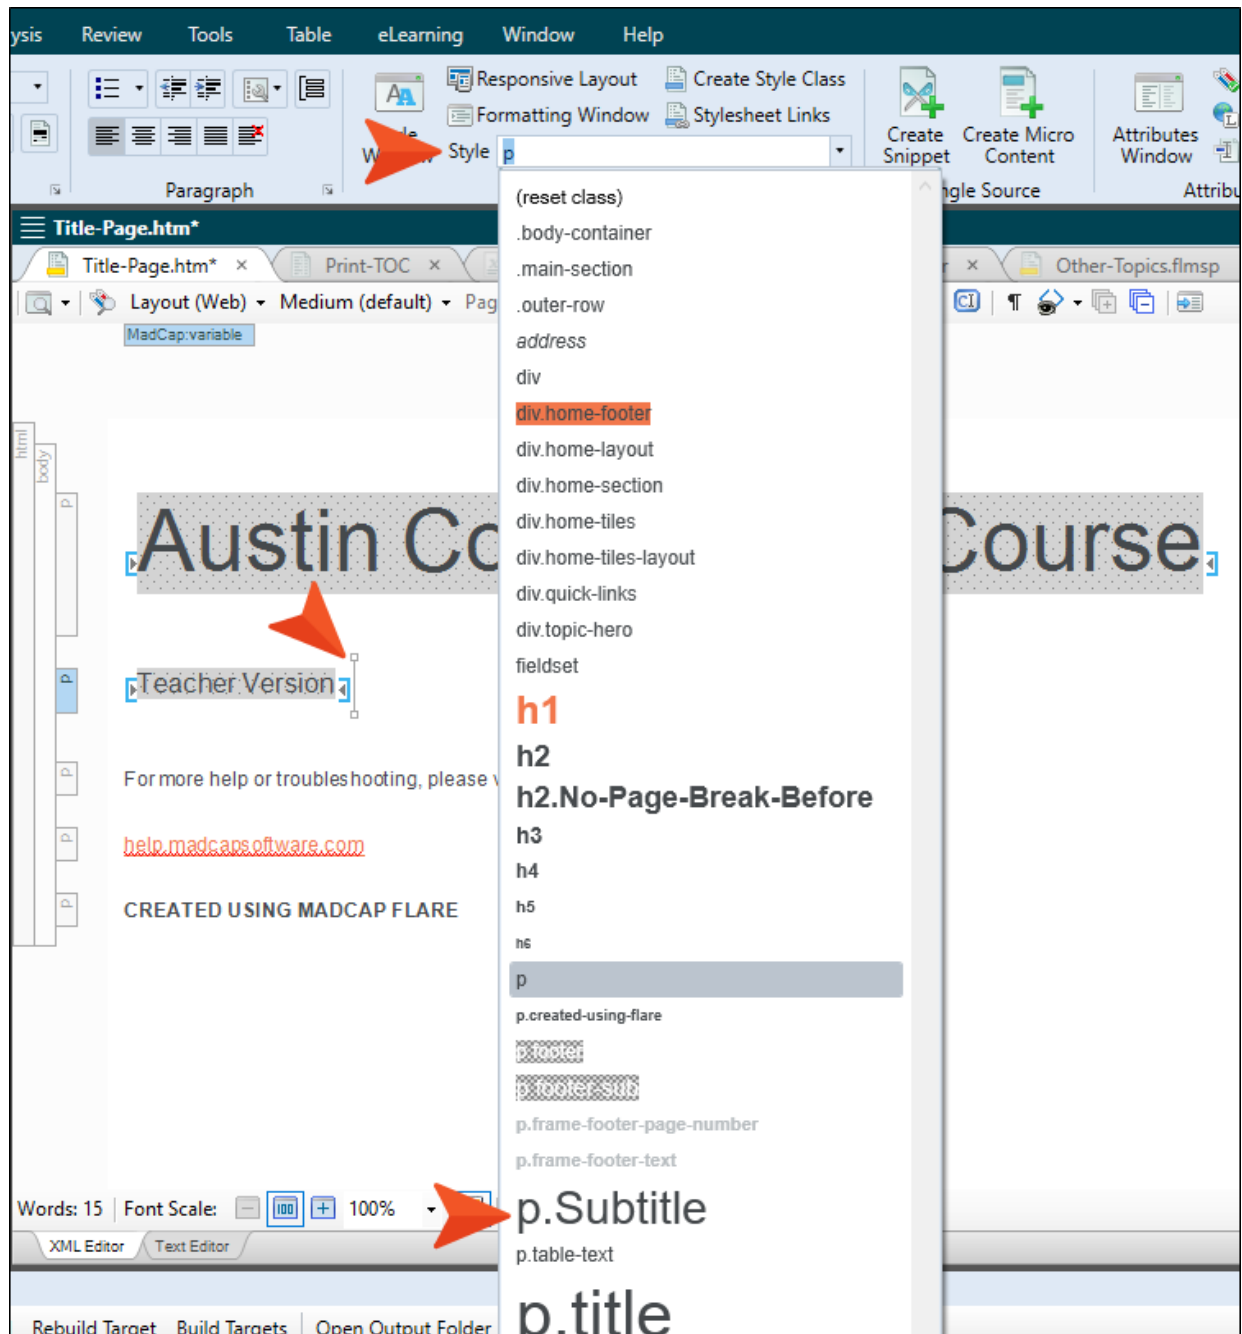 ysis Review Tools Table eLearning Window Help
Responsive Layout Create Style Class
Formatting Window Stylesheet Links
Style p
Create Snippet
Create Micro Content
Attributes Window
Paragraph
gle Source
Attribu
Title-Page.htm*
Title-Page.htm* Print-TOC Other-Topics.flmsp
Layout (Web) Medium (default) Pag
MadCap:variable
html
body
p
Austin Co
Course
p
Teacher Version
p
For more help or troubleshooting, please v
p
help.madcapsoftware.com
p
CREATED USING MADCAP FLARE
(reset class)
.body-container
.main-section
.outer-row
address
div
div.home-footer
div.home-layout
div.home-section
div.home-tiles
div.home-tiles-layout
div.quick-links
div.topic-hero
fieldset
h1
h2
h2.No-Page-Break-Before
h3
h4
h5
h6
p
p.created-using-flare
p.footer
p.footer-sub
p.frame-footer-page-number
p.frame-footer-text
p.Subtitle
p.table-text
p.title
Words: 15 Font Scale: 100 100%
XML Editor Text Editor
Rebuild Target Build Targets Open Output Folder